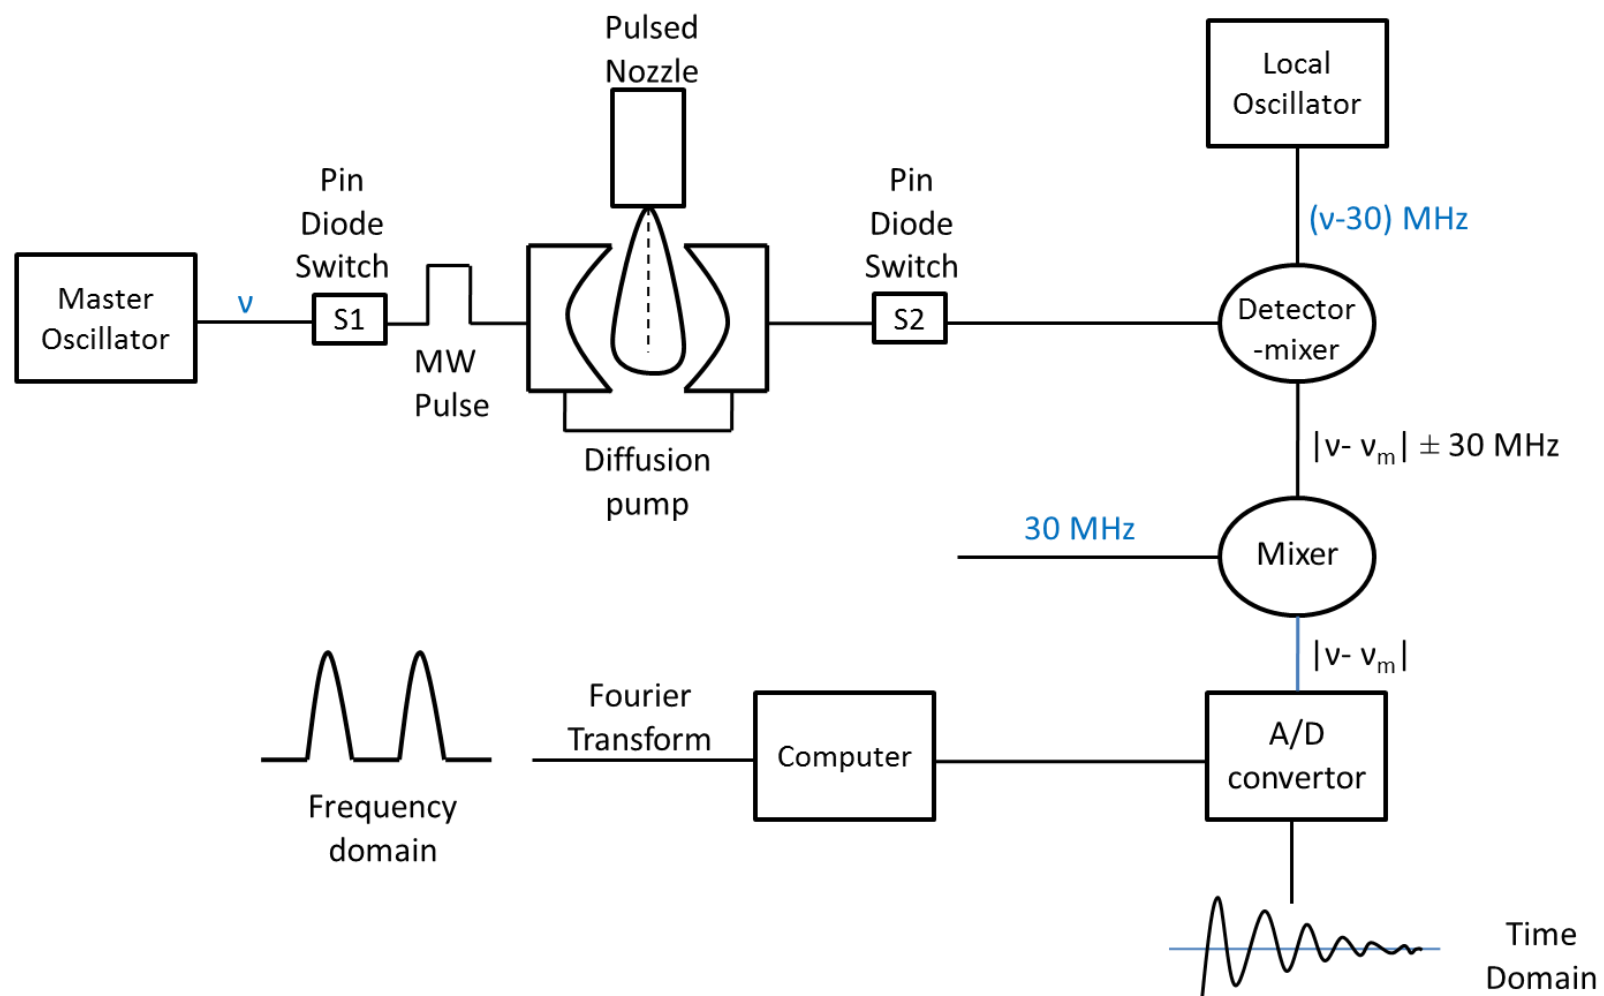 Pulsed
Nozzle
Local
Oscillator
Pin
Diode
Switch
Pin
Diode
Switch
(ν-30) MHz
Master
Oscillator
ν
S1
S2
Detector
-mixer
MW
Pulse
Diffusion
pump
|ν- νm| ± 30 MHz
30 MHz
Mixer
|ν- νm|
Fourier
Transform
Computer
A/D
convertor
Frequency
domain
Time
Domain